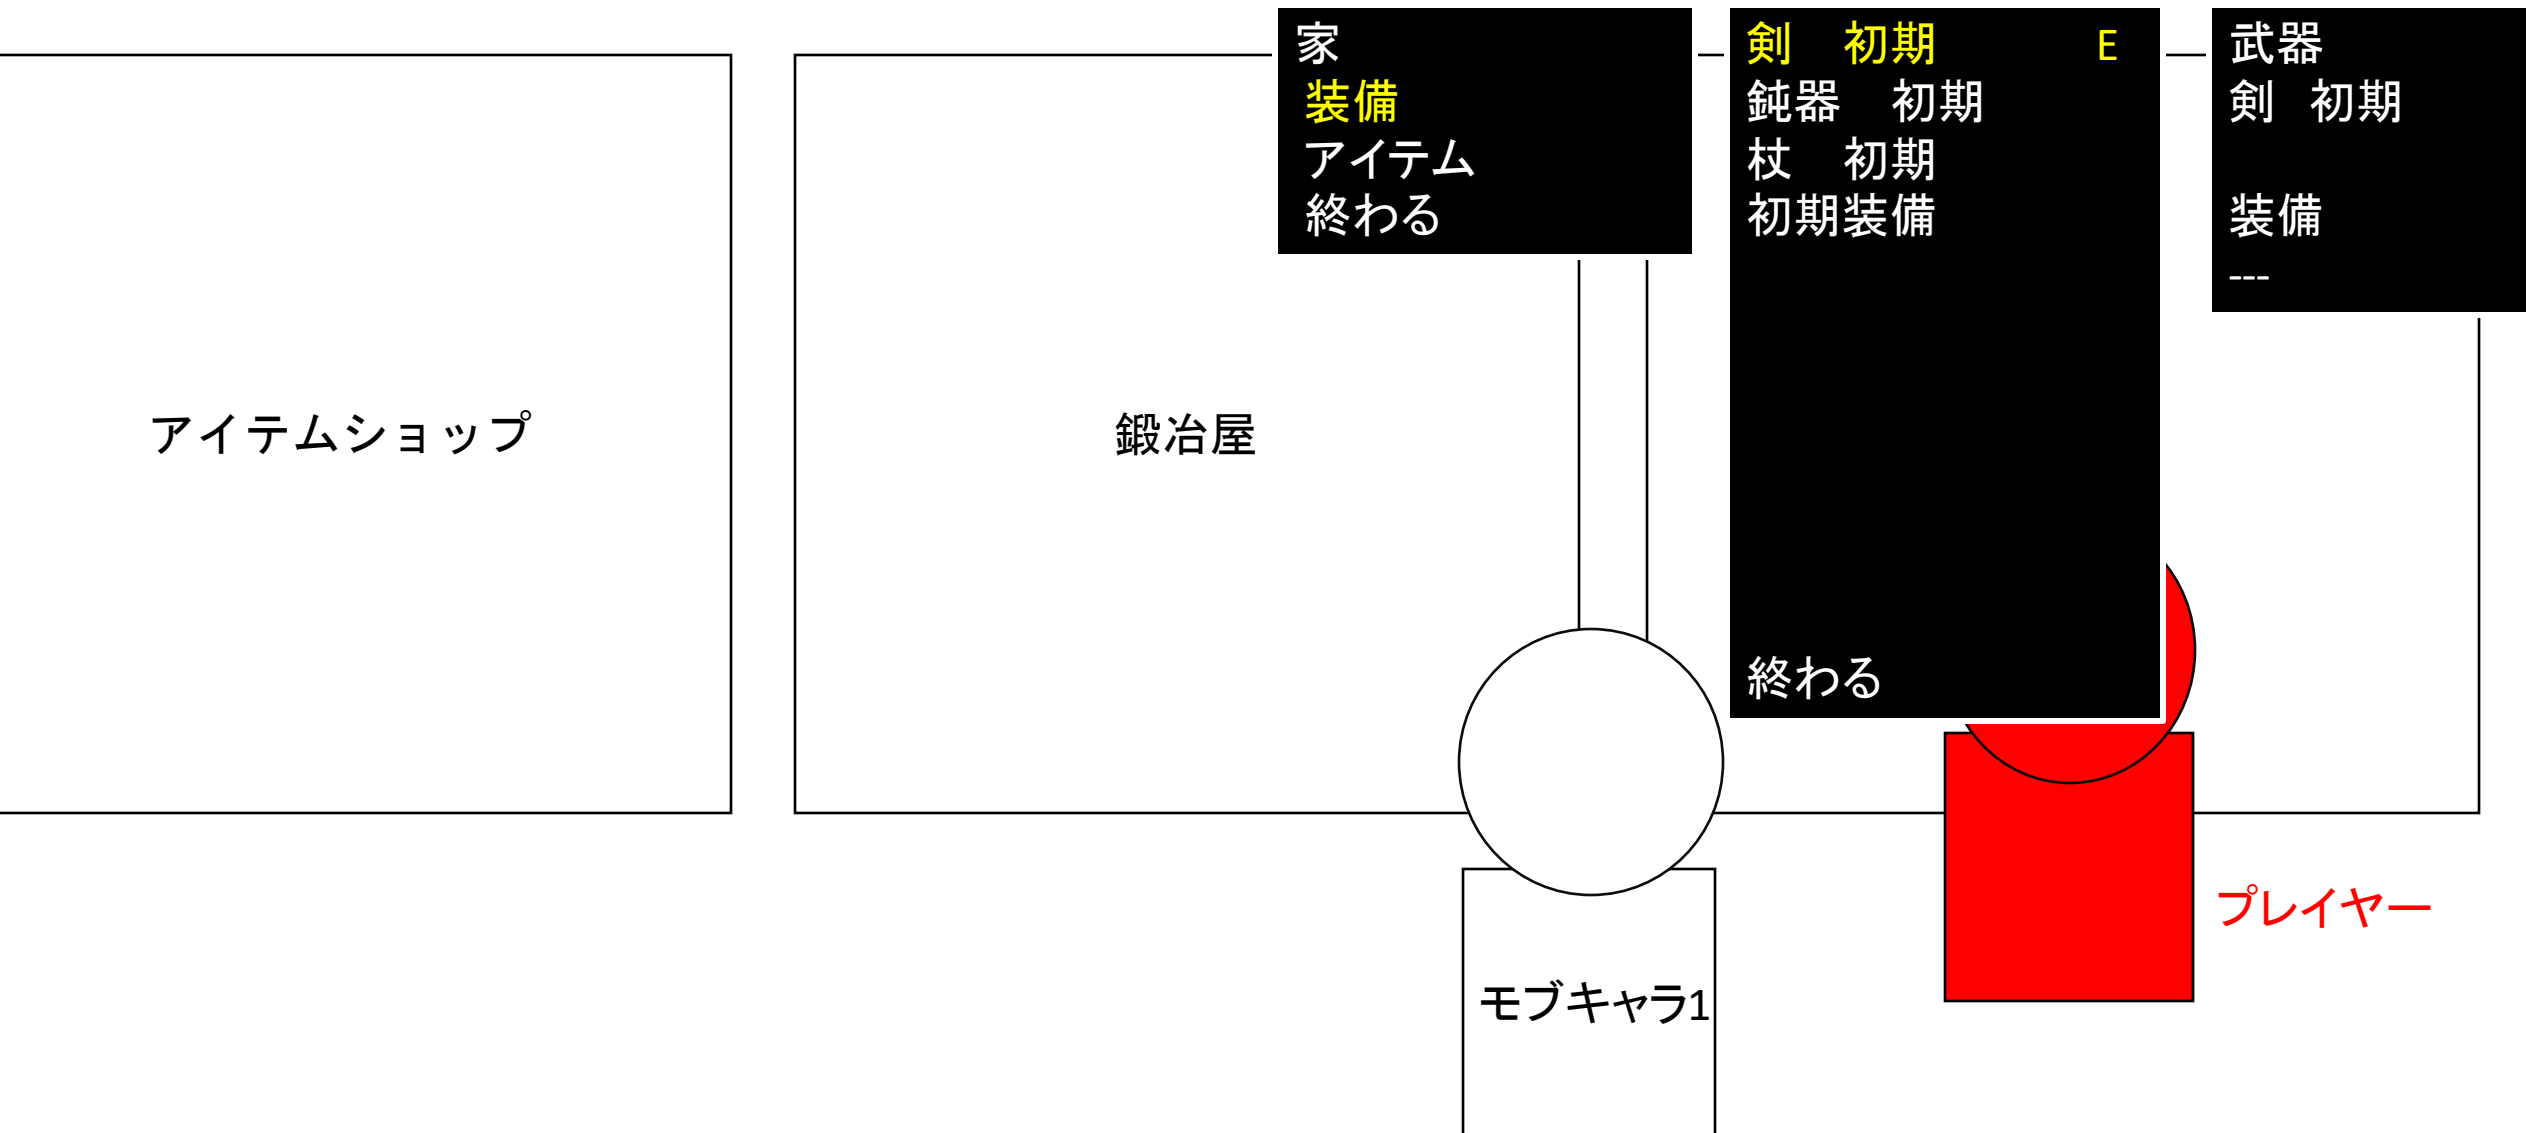 家
装備
アイテム
終わる
剣　初期　E
鈍器　初期
杖　初期
初期装備
終わる
武器
剣 初期
装備
---
アイテムショップ
鍛冶屋
プレイヤー
モブキャラ1